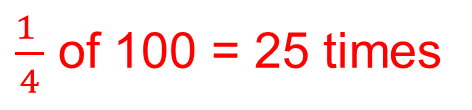 1/4 of 100 = 25 times